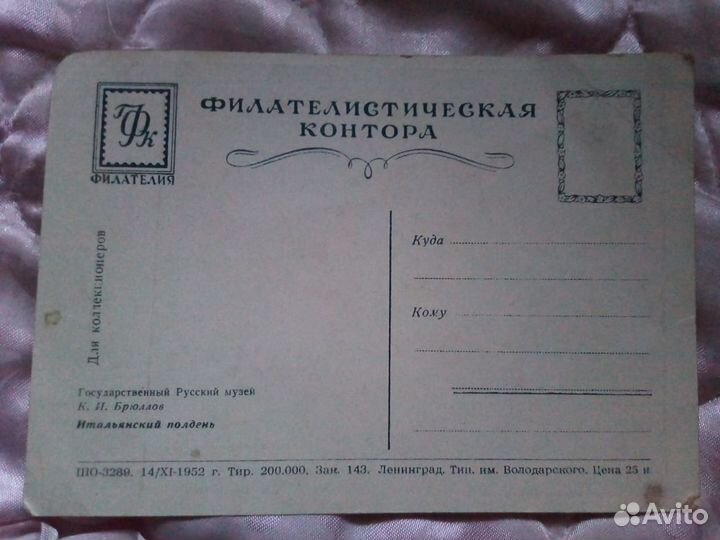 ФИЛАТЕЛИСТИЧЕСКАЯ
КОНТОРА
ГФК
ФИЛАТЕЛИЯ
Для коллекционеров
Куда
Кому
Государственный Русский музей
К. И. Брюллов
Итальянский полдень
ШО-3289. 14/XI-1952 г. Тир. 200.000. Зак. 143. Ленинград. Тип. им. Володарского. Цена 25 к
Avito